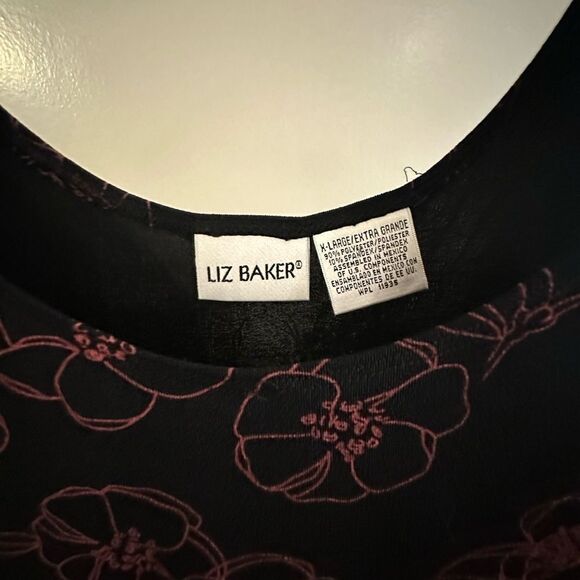 LIZ BAKER®
X-LARGE/EXTRA GRANDE
90% POLYESTER/POLIESTER
10% SPANDEX/SPANDEX
ASSEMBLED IN MEXICO
OF U.S. COMPONENTS
ENSAMBLADO EN MEXICO CON
COMPONENTES DE EE UU.
WPL 11935